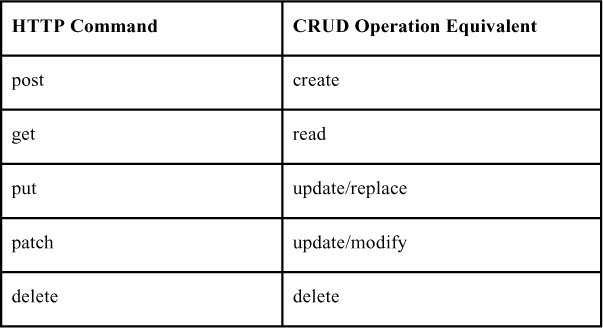 HTTP Command CRUD Operation Equivalent
post create
get read
put update/replace
patch update/modify
delete delete